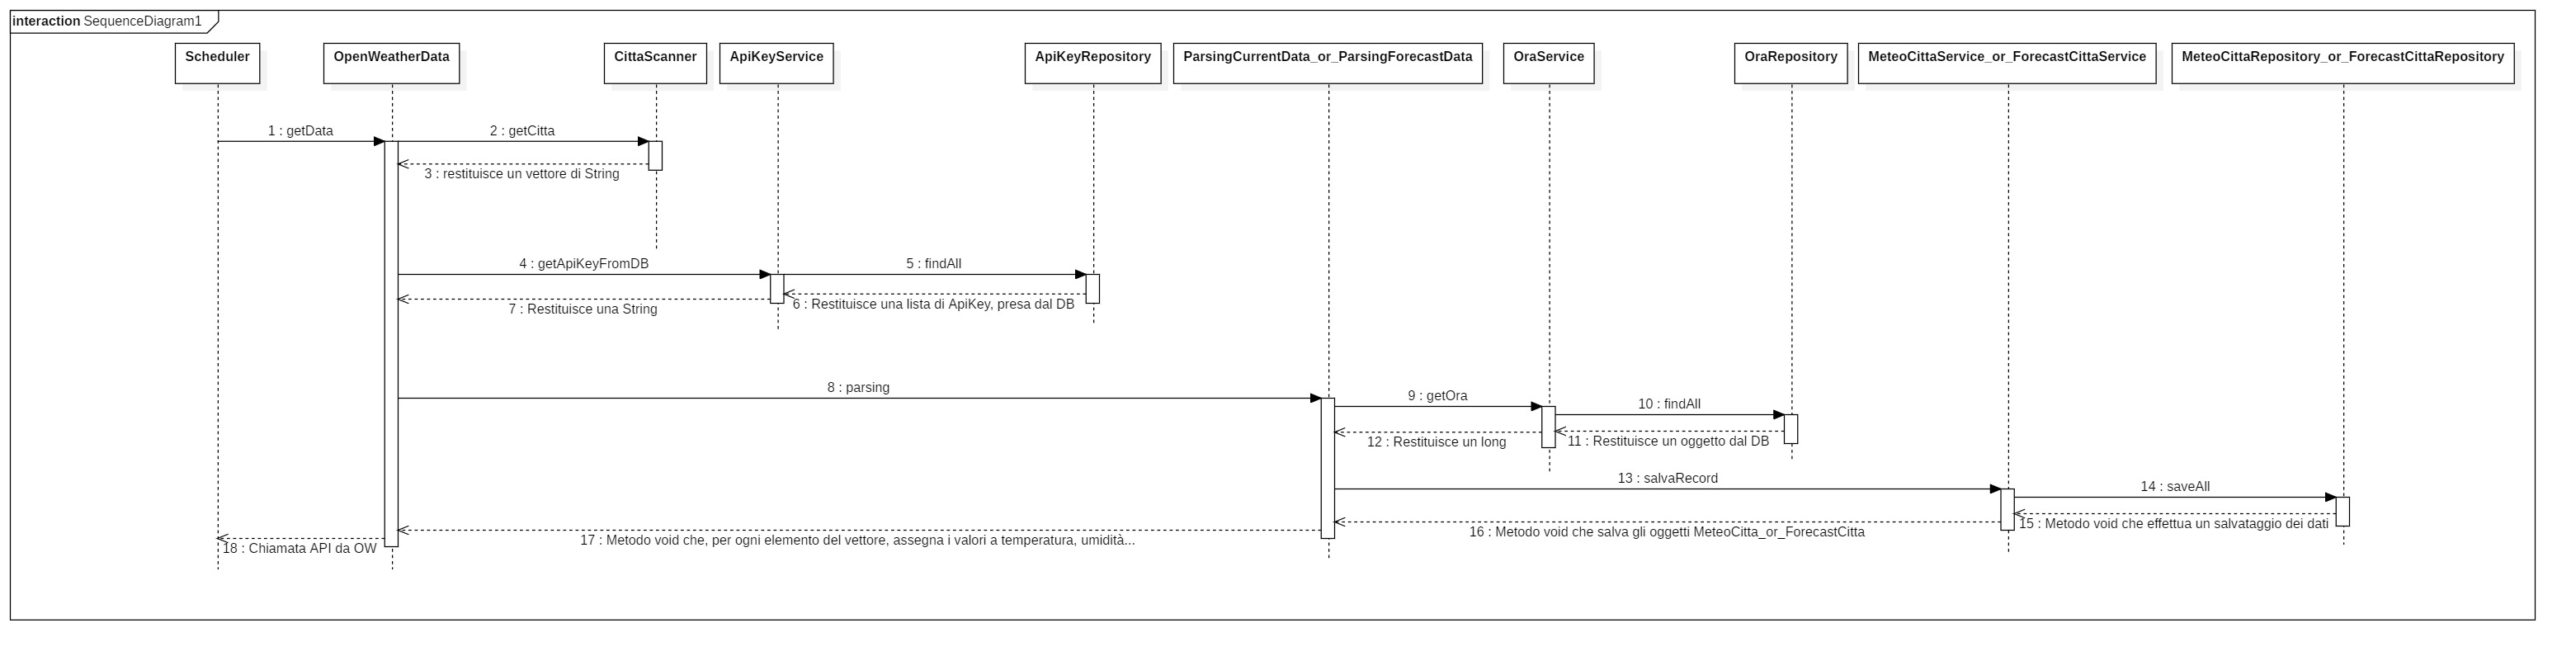 interaction SequenceDiagram1
Scheduler
OpenWeatherData
CittaScanner
ApiKeyService
ApiKeyRepository
ParsingCurrentData_or_ParsingForecastData
OraService
OraRepository
MeteoCittaService_or_ForecastCittaService
MeteoCittaRepository_or_ForecastCittaRepository
1 : getData
2 : getCitta
3 : restituisce un vettore di String
4 : getApiKeyFromDB
5 : findAll
6 : Restituisce una lista di ApiKey, presa dal DB
7 : Restituisce una String
8 : parsing
9 : getOra
10 : findAll
11 : Restituisce un oggetto dal DB
12 : Restituisce un long
13 : salvaRecord
14 : saveAll
15 : Metodo void che effettua un salvataggio dei dati
16 : Metodo void che salva gli oggetti MeteoCitta_or_ForecastCitta
17 : Metodo void che, per ogni elemento del vettore, assegna i valori a temperatura, umidità...
18 : Chiamata API da OW